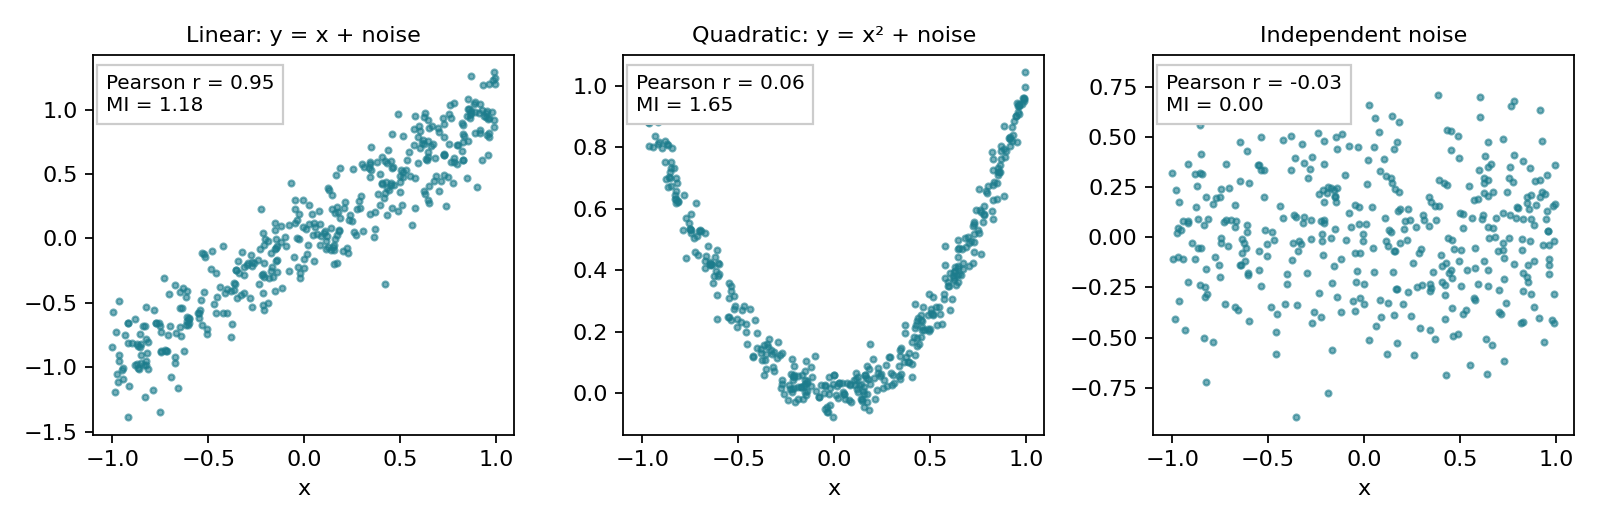 Linear: y = x + noise
Pearson r = 0.95
MI = 1.18
1.0
0.5
0.0
−0.5
−1.0
−1.5
−1.0 −0.5 0.0 0.5 1.0
x
Quadratic: y = x² + noise
Pearson r = 0.06
MI = 1.65
1.0
0.8
0.6
0.4
0.2
0.0
−1.0 −0.5 0.0 0.5 1.0
x
Independent noise
Pearson r = -0.03
MI = 0.00
0.75
0.50
0.25
0.00
−0.25
−0.50
−0.75
−1.0 −0.5 0.0 0.5 1.0
x